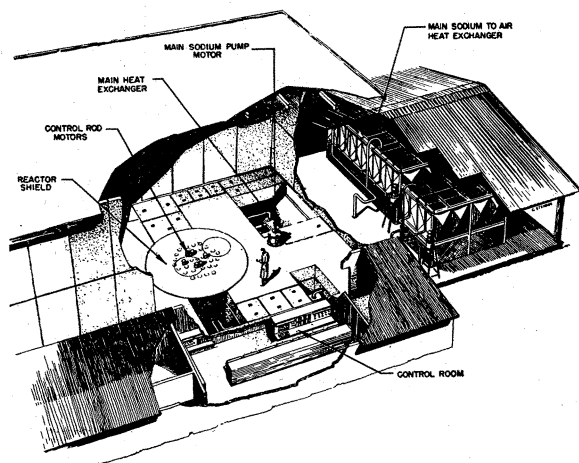 MAIN SODIUM TO AIR
HEAT EXCHANGER
MAIN SODIUM PUMP
MOTOR
MAIN HEAT
EXCHANGER
CONTROL ROD
MOTORS
REACTOR
SHIELD
CONTROL ROOM